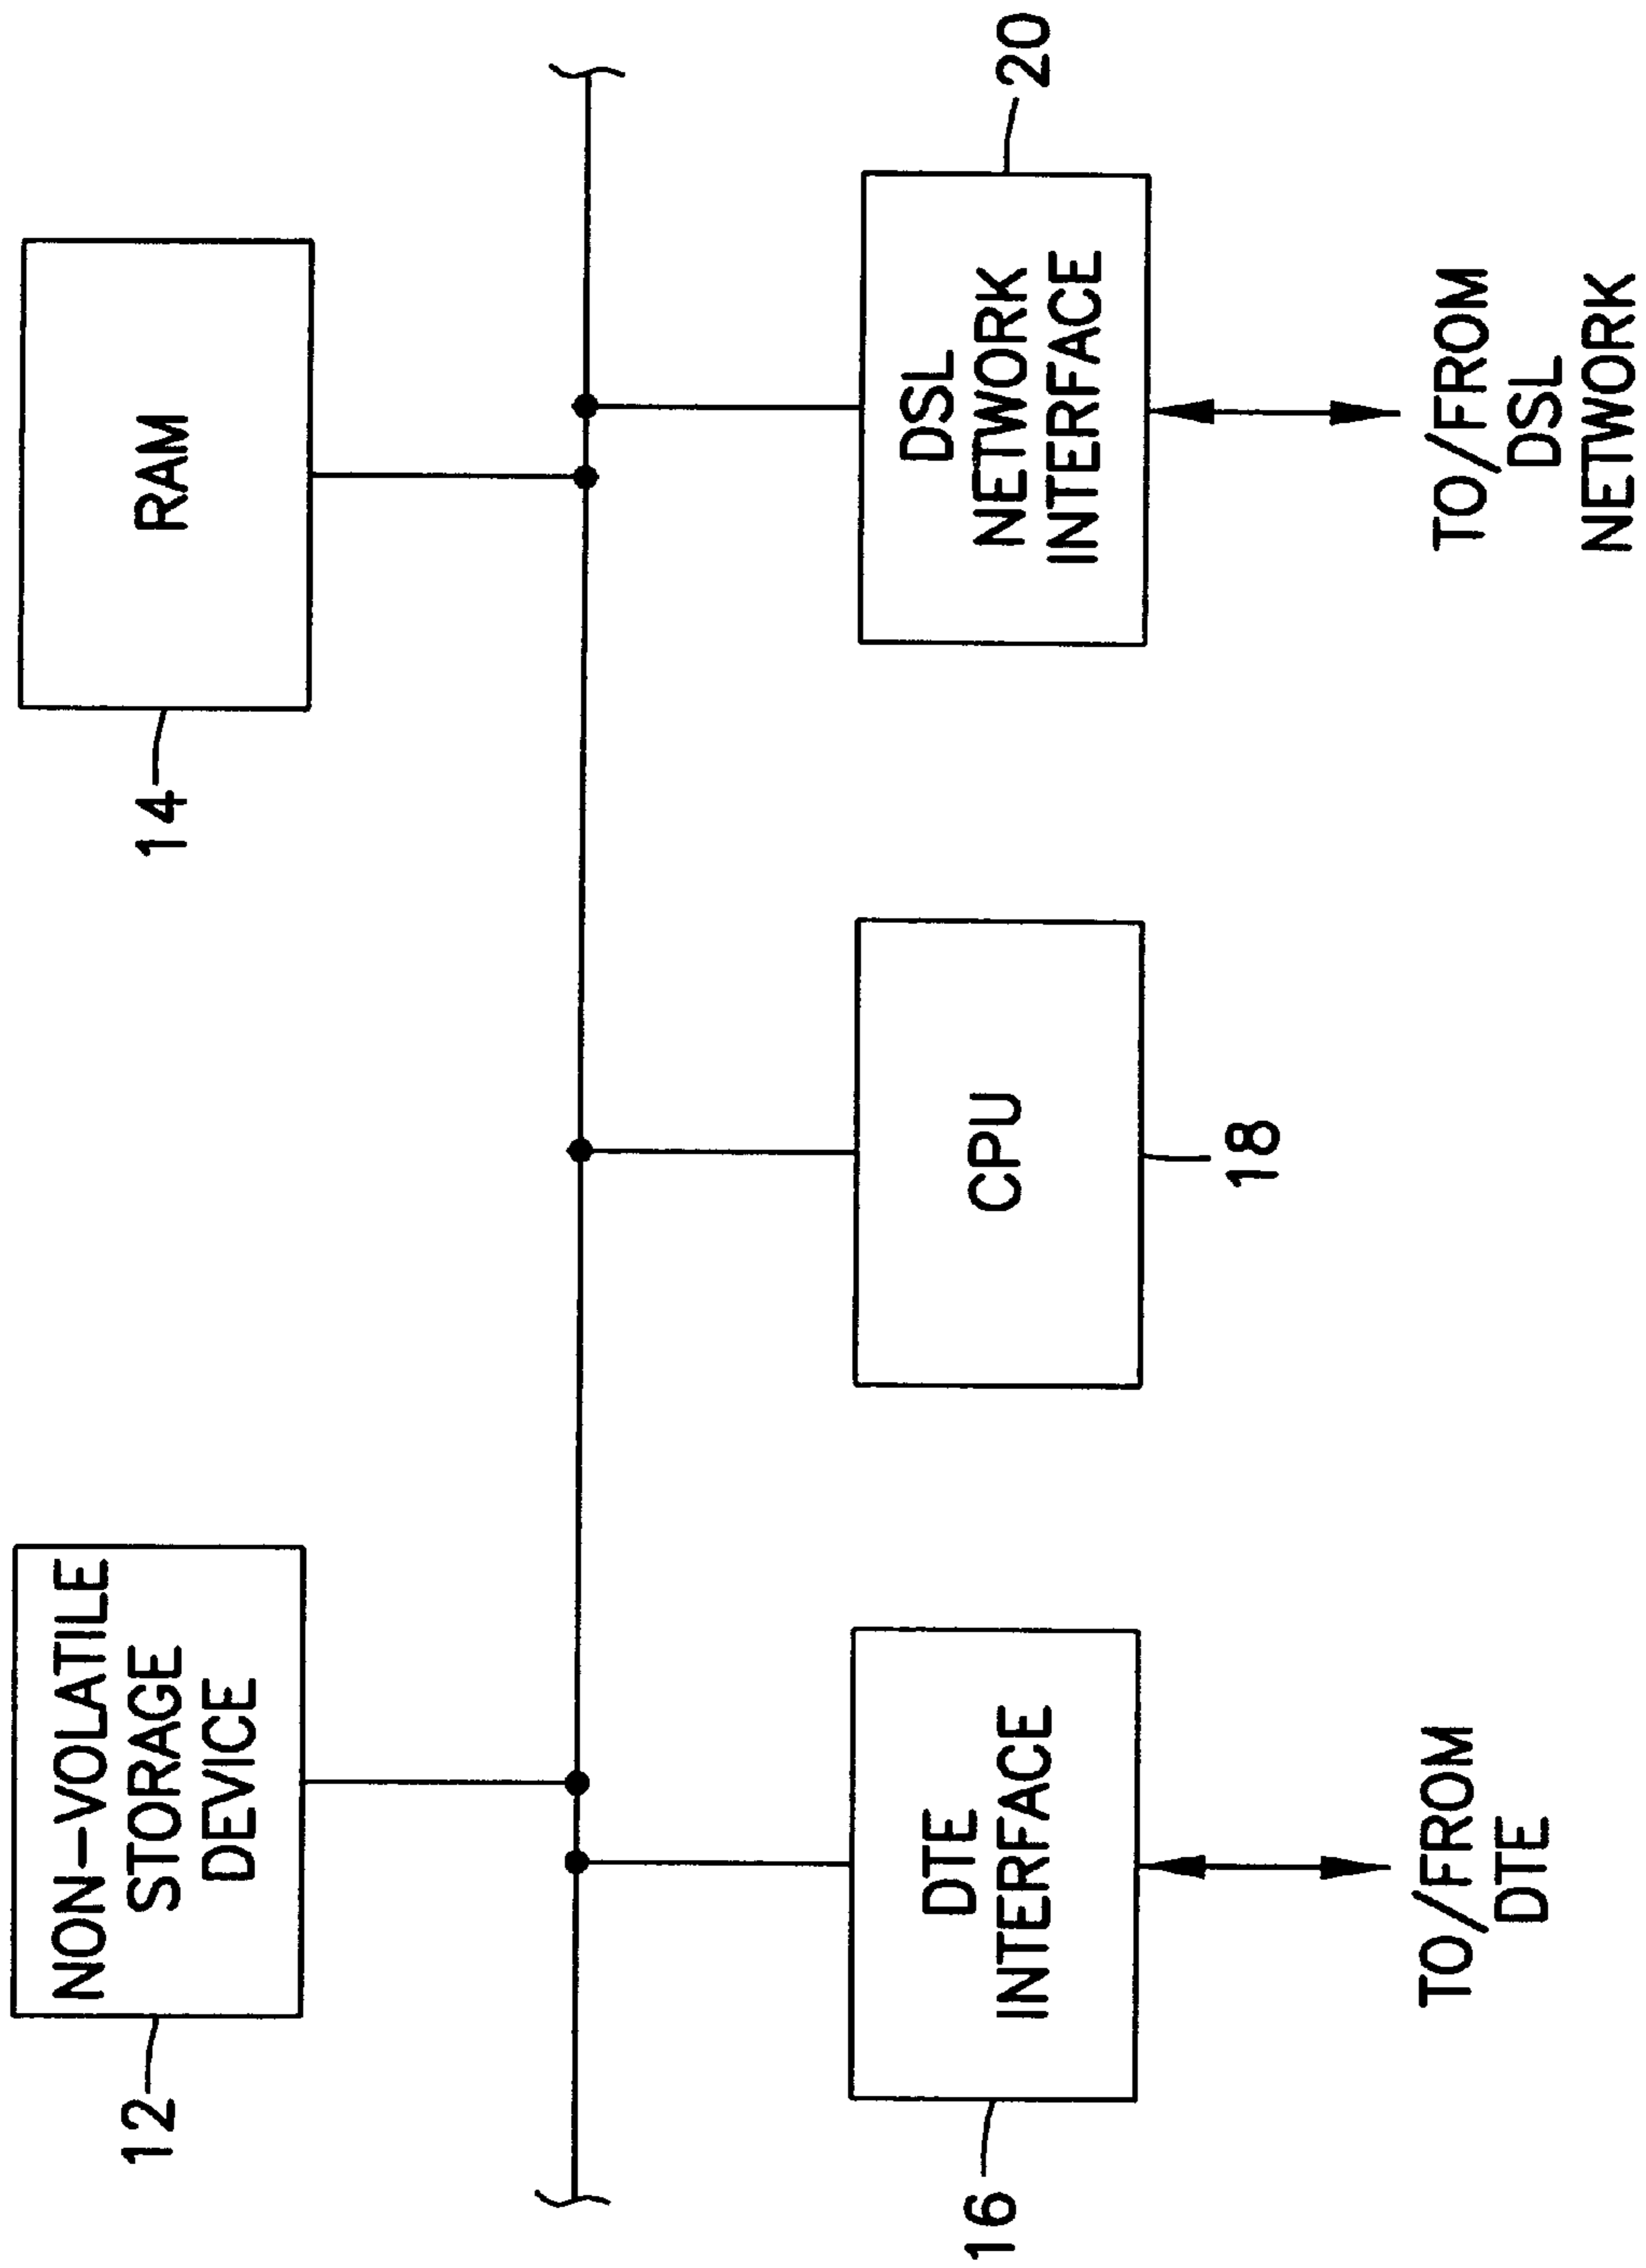 NON-VOLATILE
STORAGE
DEVICE
12
RAM
14
DTE
INTERFACE
16
CPU
18
DSL
NETWORK
INTERFACE
20
TO/FROM
DTE
TO/FROM
DSL
NETWORK